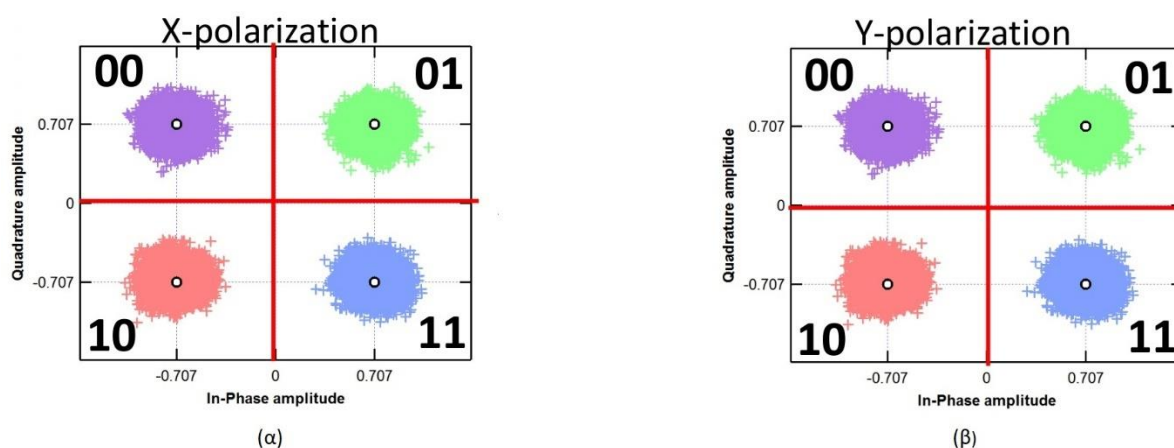 X-polarization
00
01
Quadrature amplitude
0.707
0
-0.707
10
11
-0.707
0
0.707
In-Phase amplitude
(α)
Y-polarization
00
01
Quadrature amplitude
0.707
0
-0.707
10
11
-0.707
0
0.707
In-Phase amplitude
(β)